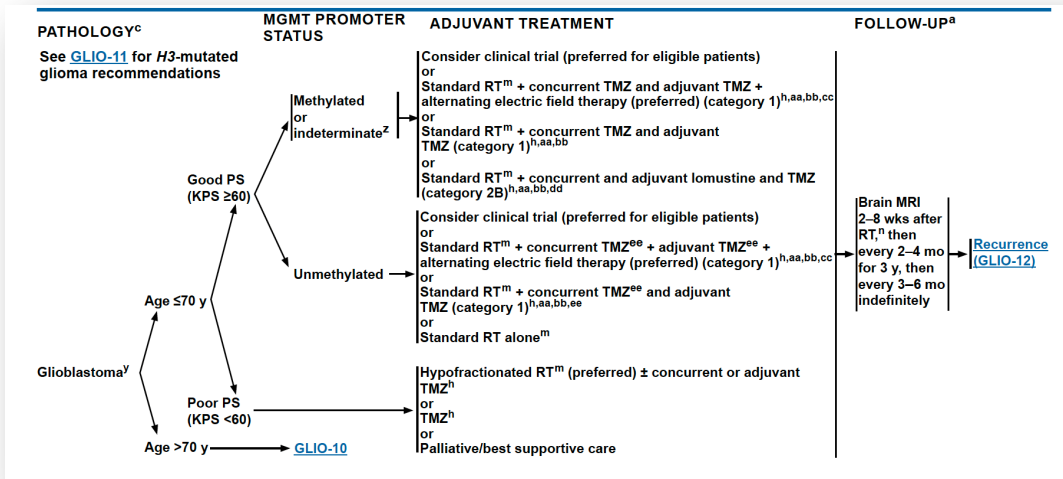 PATHOLOGYᶜ
MGMT PROMOTER
STATUS
ADJUVANT TREATMENT
FOLLOW-UPᵃ
See GLIO-11 for H3-mutated
glioma recommendations
Glioblastomaʸ
Age ≤70 y
Age >70 y
GLIO-10
Good PS
(KPS ≥60)
Poor PS
(KPS <60)
Methylated
or
indeterminateᶻ
Unmethylated
Consider clinical trial (preferred for eligible patients)
or
Standard RTᵐ + concurrent TMZ and adjuvant TMZ +
alternating electric field therapy (preferred) (category 1)ʰ,ᵃᵃ,ᵇᵇ,ᶜᶜ
or
Standard RTᵐ + concurrent TMZ and adjuvant
TMZ (category 1)ʰ,ᵃᵃ,ᵇᵇ
or
Standard RTᵐ + concurrent and adjuvant lomustine and TMZ
(category 2B)ʰ,ᵃᵃ,ᵇᵇ,ᵈᵈ
Consider clinical trial (preferred for eligible patients)
or
Standard RTᵐ + concurrent TMZᵉᵉ + adjuvant TMZᵉᵉ +
alternating electric field therapy (preferred) (category 1)ʰ,ᵃᵃ,ᵇᵇ,ᶜᶜ
or
Standard RTᵐ + concurrent TMZᵉᵉ and adjuvant
TMZ (category 1)ʰ,ᵃᵃ,ᵇᵇ,ᵉᵉ
or
Standard RT aloneᵐ
Hypofractionated RTᵐ (preferred) ± concurrent or adjuvant
TMZʰ
or
TMZʰ
or
Palliative/best supportive care
Brain MRI
2–8 wks after
RT,ⁿ then
every 2–4 mo
for 3 y, then
every 3–6 mo
indefinitely
Recurrence
(GLIO-12)